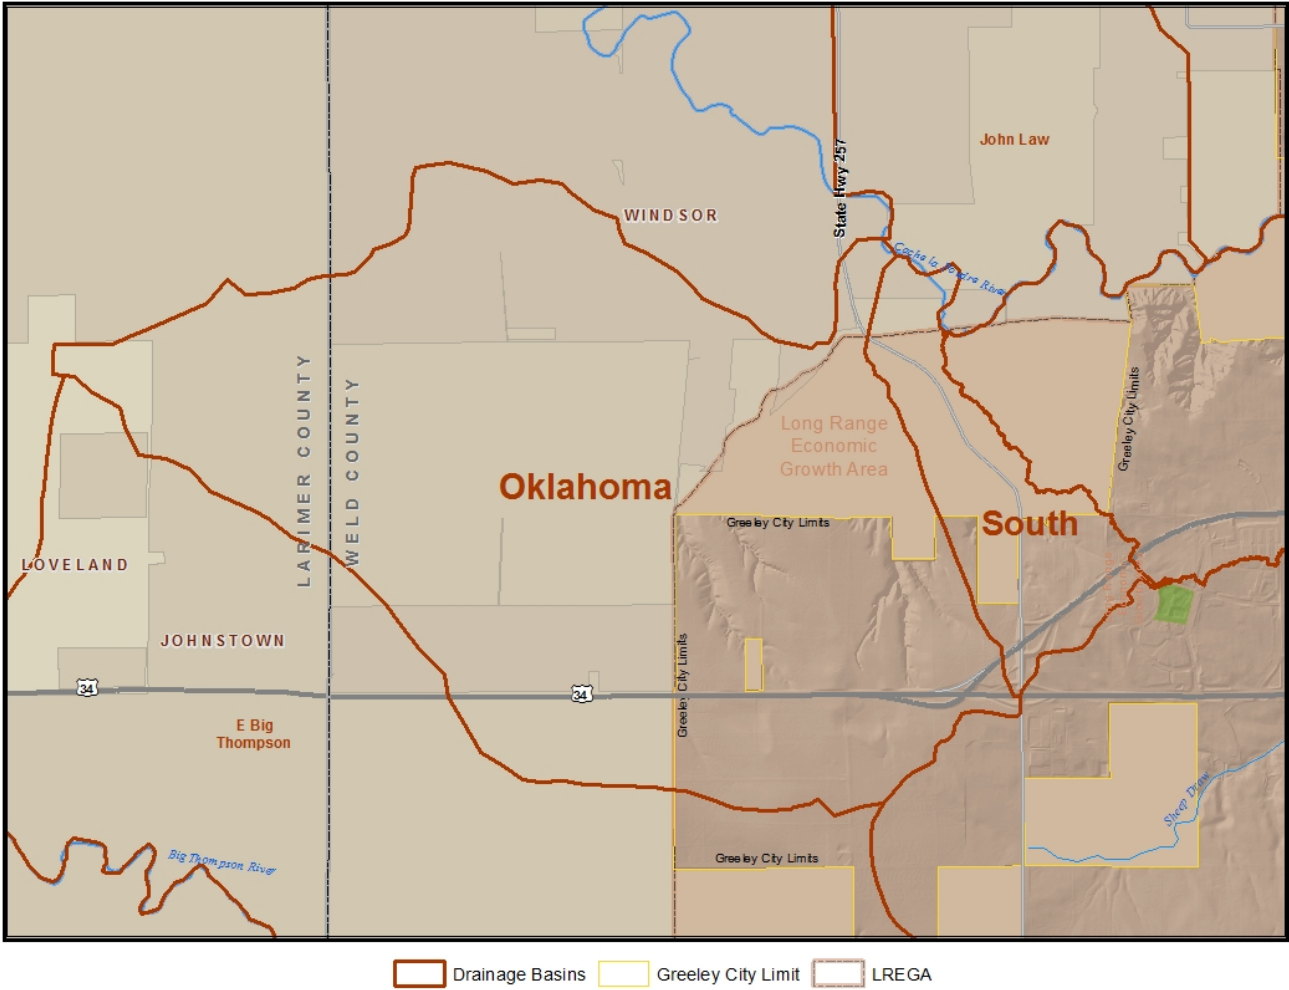 John Law
State Hwy 257
WINDSOR
Cache la Poudre River
LARIMER COUNTY
WELD COUNTY
Greeley City Limits
Long Range
Economic
Growth Area
Oklahoma
Greeley City Limits
South
LOVELAND
JOHNSTOWN
Greeley City Limits
34
34
E Big
Thompson
Sheep Draw
Big Thompson River
Greeley City Limits
Drainage Basins
Greeley City Limit
LREGA